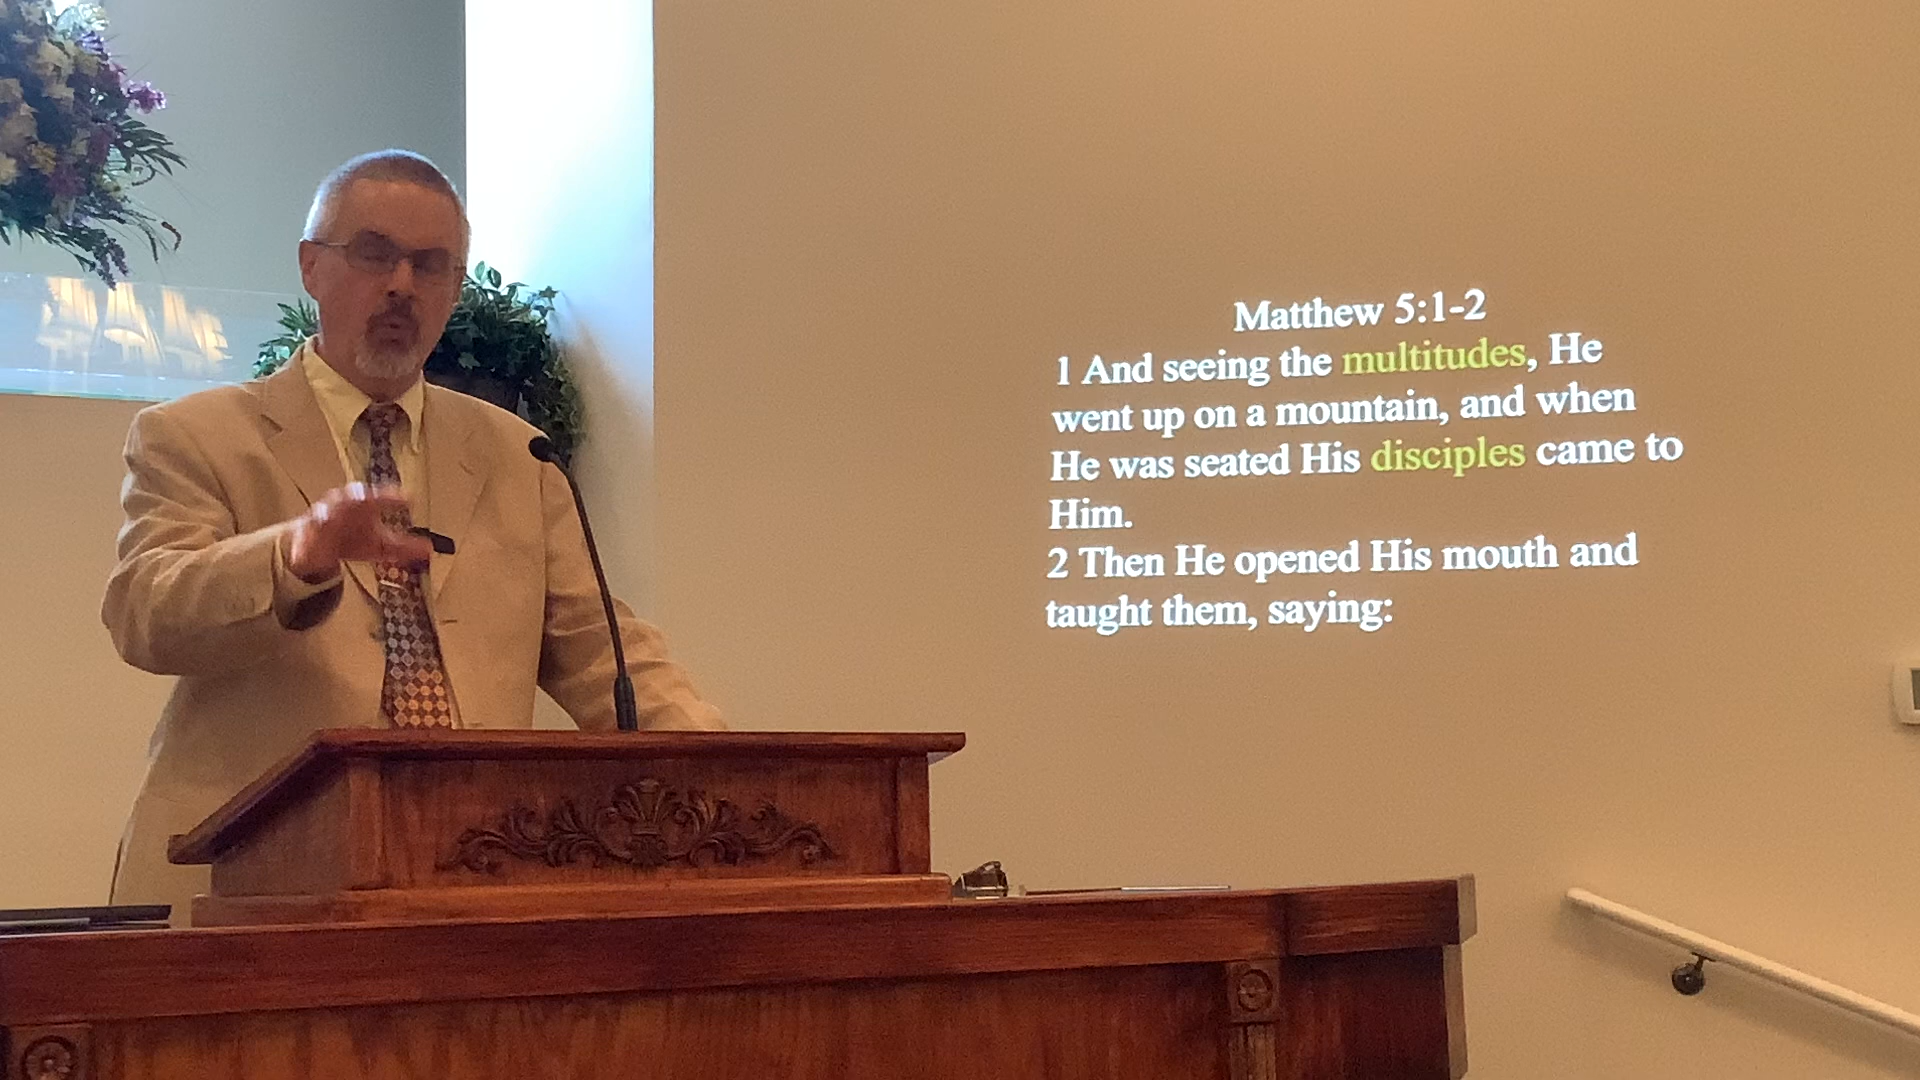 Matthew 5:1-2
1 And seeing the multitudes, He
went up on a mountain, and when
He was seated His disciples came to
Him.
2 Then He opened His mouth and
taught them, saying: